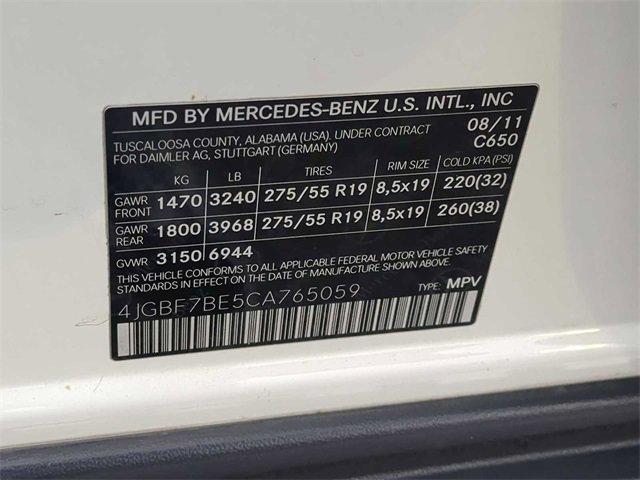 MFD BY MERCEDES-BENZ U.S. INTL., INC
TUSCALOOSA COUNTY, ALABAMA (USA). UNDER CONTRACT 08/11
FOR DAIMLER AG, STUTTGART (GERMANY) C650
KG LB TIRES RIM SIZE COLD KPA (PSI)
GAWR FRONT 1470 3240 275/55 R19 8,5x19 220(32)
GAWR REAR 1800 3968 275/55 R19 8,5x19 260(38)
GVWR 3150 6944
THIS VEHICLE CONFORMS TO ALL APPLICABLE FEDERAL MOTOR VEHICLE SAFETY
STANDARDS IN EFFECT ON THE DATE OF MANUFACTURE SHOWN ABOVE.
4JGBF7BE5CA765059 TYPE: MPV